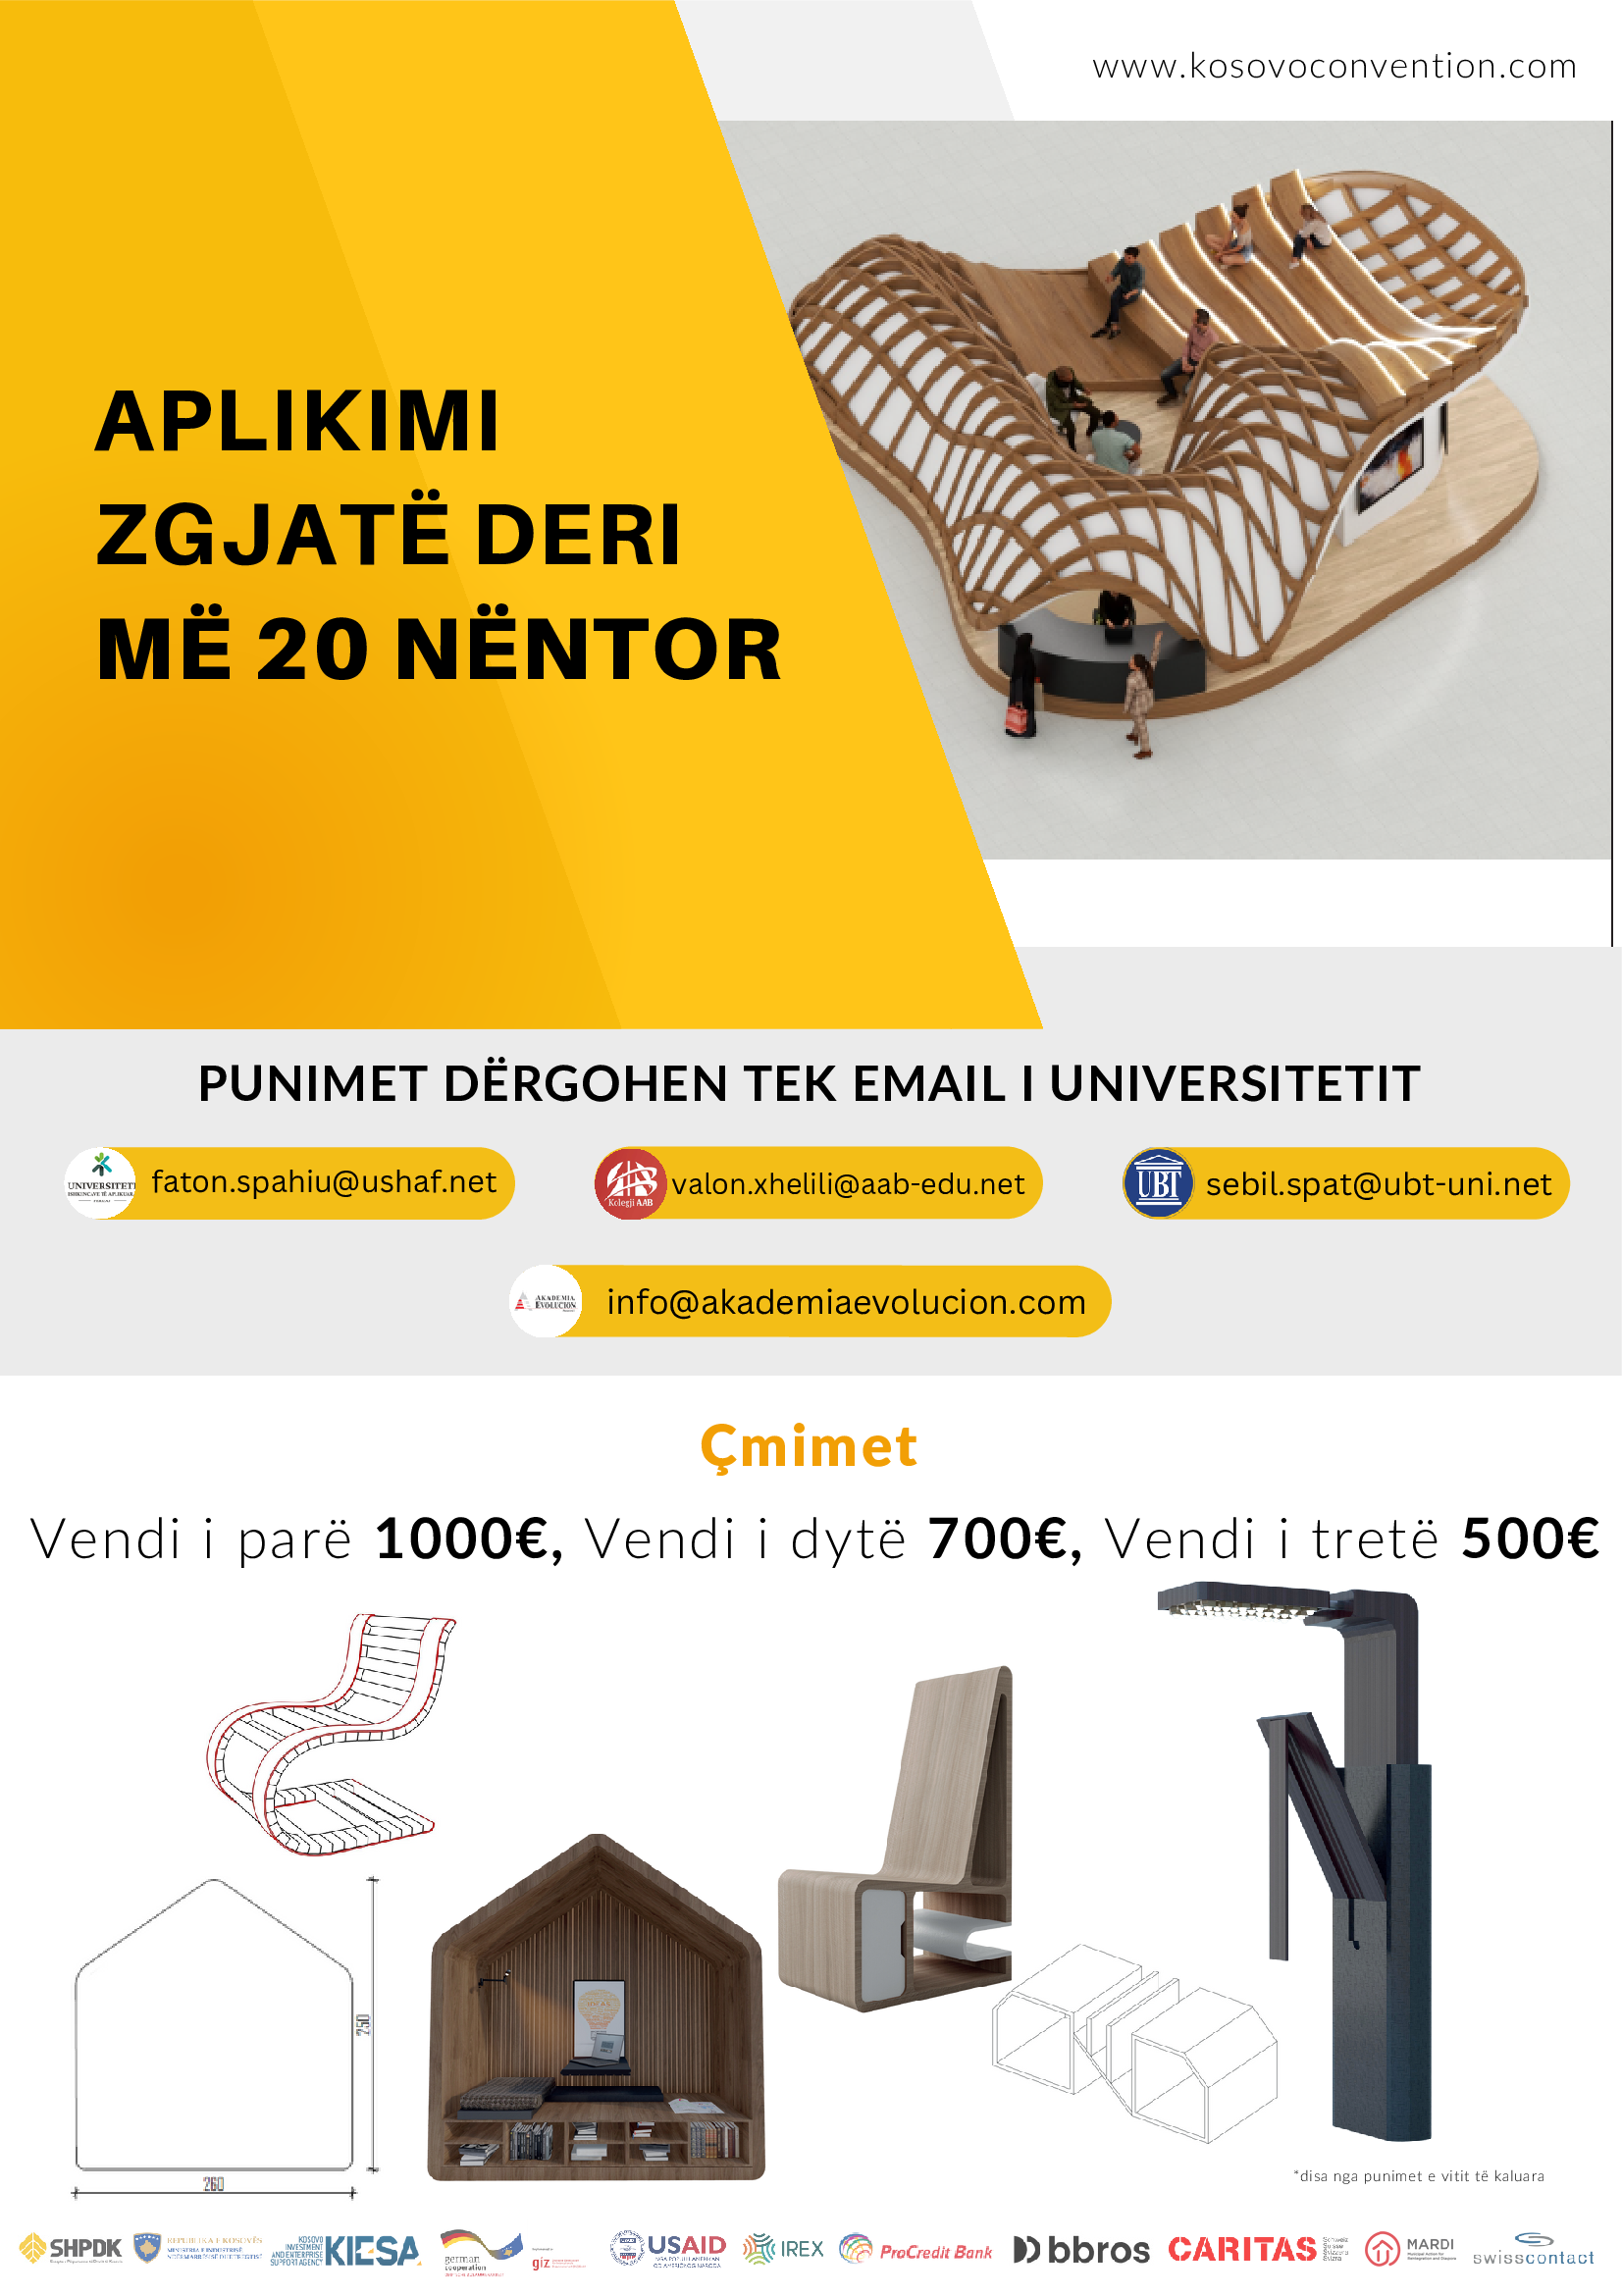 www.kosovoconvention.com
APLIKIMI
ZGJATË DERI
MË 20 NËNTOR
PUNIMET DËRGOHEN TEK EMAIL I UNIVERSITETIT
UNIVERSITETI
faton.spahiu@ushaf.net
Kolegji AAB
valon.xhelili@aab-edu.net
UBT
sebil.spat@ubt-uni.net
AKADEMIA
EVOLUCION
info@akademiaevolucion.com
Çmimet
Vendi i parë 1000€, Vendi i dytë 700€, Vendi i tretë 500€
250
260
*disa nga punimet e vitit të kaluara
SHPDK
REPUBLIKA E KOSOVËS
KOSOVO
INVESTMENT
AND ENTERPRISE
SUPPORT AGENCY
KIESA
german
cooperation
giz
USAID
IREX
ProCredit Bank
bbros
CARITAS
Schweiz
Suisse
Svizzera
Svizra
MARDI
swisscontact